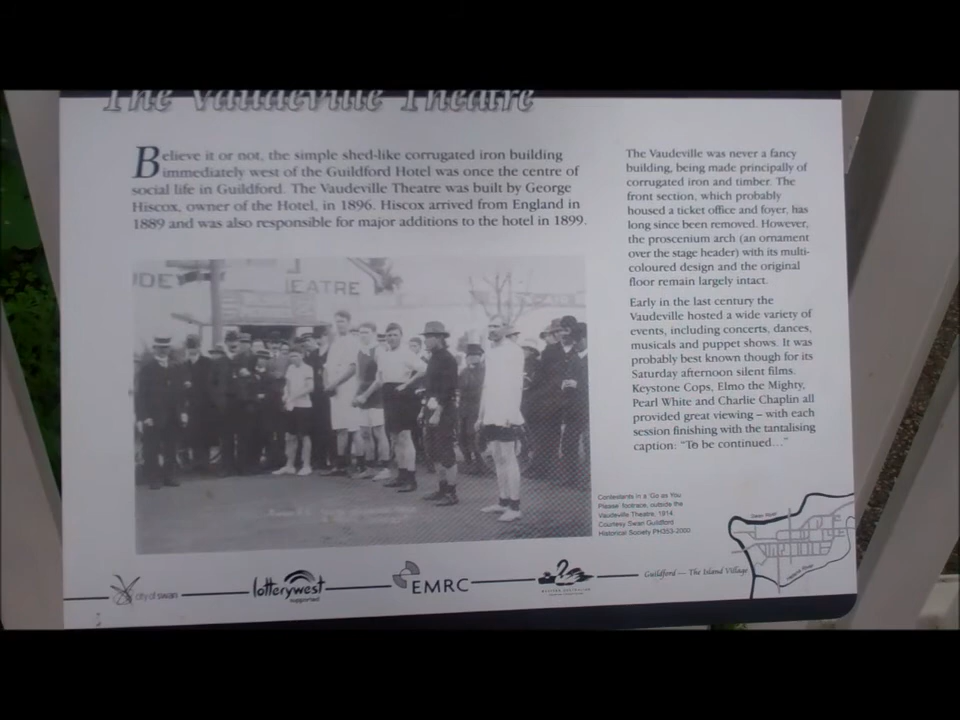 The Vaudeville Theatre
Believe it or not, the simple shed-like corrugated iron building
immediately west of the Guildford Hotel was once the centre of
social life in Guildford. The Vaudeville Theatre was built by George
Hiscox, owner of the Hotel, in 1896. Hiscox arrived from England in
1889 and was also responsible for major additions to the hotel in 1899.
The Vaudeville was never a fancy
building, being made principally of
corrugated iron and timber. The
front section, which probably
housed a ticket office and foyer, has
long since been removed. However,
the proscenium arch (an ornament
over the stage header) with its multi-
coloured design and the original
floor remain largely intact.
Early in the last century the
Vaudeville hosted a wide variety of
events, including concerts, dances,
musicals and puppet shows. It was
probably best known though for its
Saturday afternoon silent films.
Keystone Cops, Elmo the Mighty,
Pearl White and Charlie Chaplin all
provided great viewing – with each
session finishing with the tantalising
caption: "To be continued..."
EATRE
Contestants in a 'Go as You
Please' footrace, outside the
Vaudeville Theatre, 1914.
Courtesy Swan Guildford
Historical Society PH353-2000
city of swan
lotterywest
supported
EMRC
Guildford — The Island Village
Swan River
Helena River